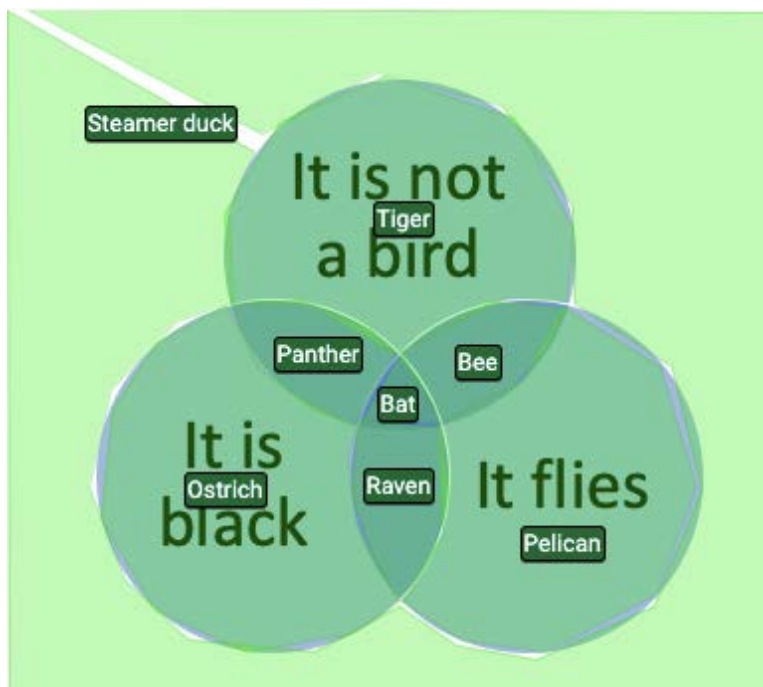 Steamer duck
It is not
Tiger
a bird
Panther
Bee
Bat
It is
Ostrich
black
Raven
It flies
Pelican